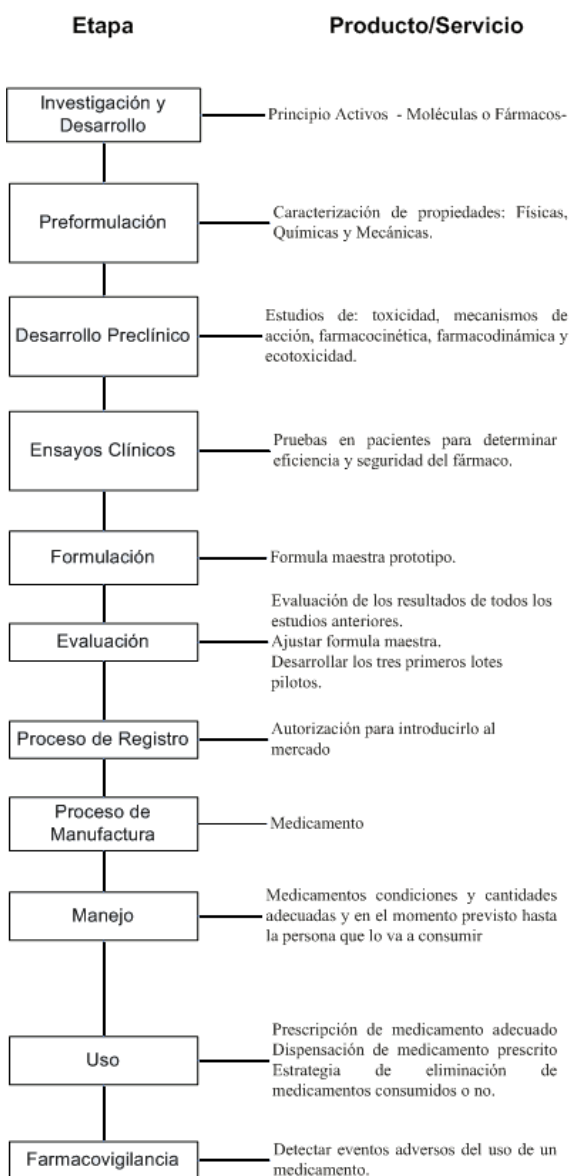 Etapa
Producto/Servicio
Investigación y
Desarrollo
Principio Activos - Moléculas o Fármacos-
Preformulación
Caracterización de propiedades: Físicas,
Químicas y Mecánicas.
Desarrollo Preclínico
Estudios de: toxicidad, mecanismos de
acción, farmacocinética, farmacodinámica y
ecotoxicidad.
Ensayos Clínicos
Pruebas en pacientes para determinar
eficiencia y seguridad del fármaco.
Formulación
Formula maestra prototipo.
Evaluación
Evaluación de los resultados de todos los
estudios anteriores.
Ajustar formula maestra.
Desarrollar los tres primeros lotes
pilotos.
Proceso de Registro
Autorización para introducirlo al
mercado
Proceso de
Manufactura
Medicamento
Manejo
Medicamentos condiciones y cantidades
adecuadas y en el momento previsto hasta
la persona que lo va a consumir
Uso
Prescripción de medicamento adecuado
Dispensación de medicamento prescrito
Estrategia de eliminación de
medicamentos consumidos o no.
Farmacovigilancia
Detectar eventos adversos del uso de un
medicamento.